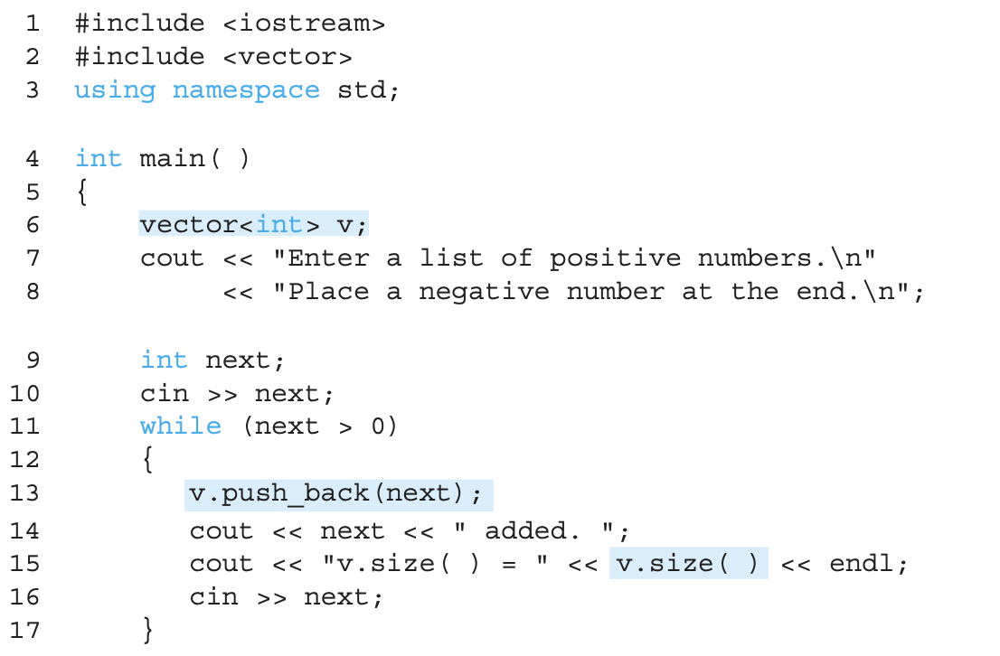 1 #include <iostream>
2 #include <vector>
3 using namespace std;
4 int main( )
5 {
6 vector<int> v;
7 cout << "Enter a list of positive numbers.\n"
8 << "Place a negative number at the end.\n";
9 int next;
10 cin >> next;
11 while (next > 0)
12 {
13 v.push_back(next);
14 cout << next << " added. ";
15 cout << "v.size( ) = " << v.size( ) << endl;
16 cin >> next;
17 }